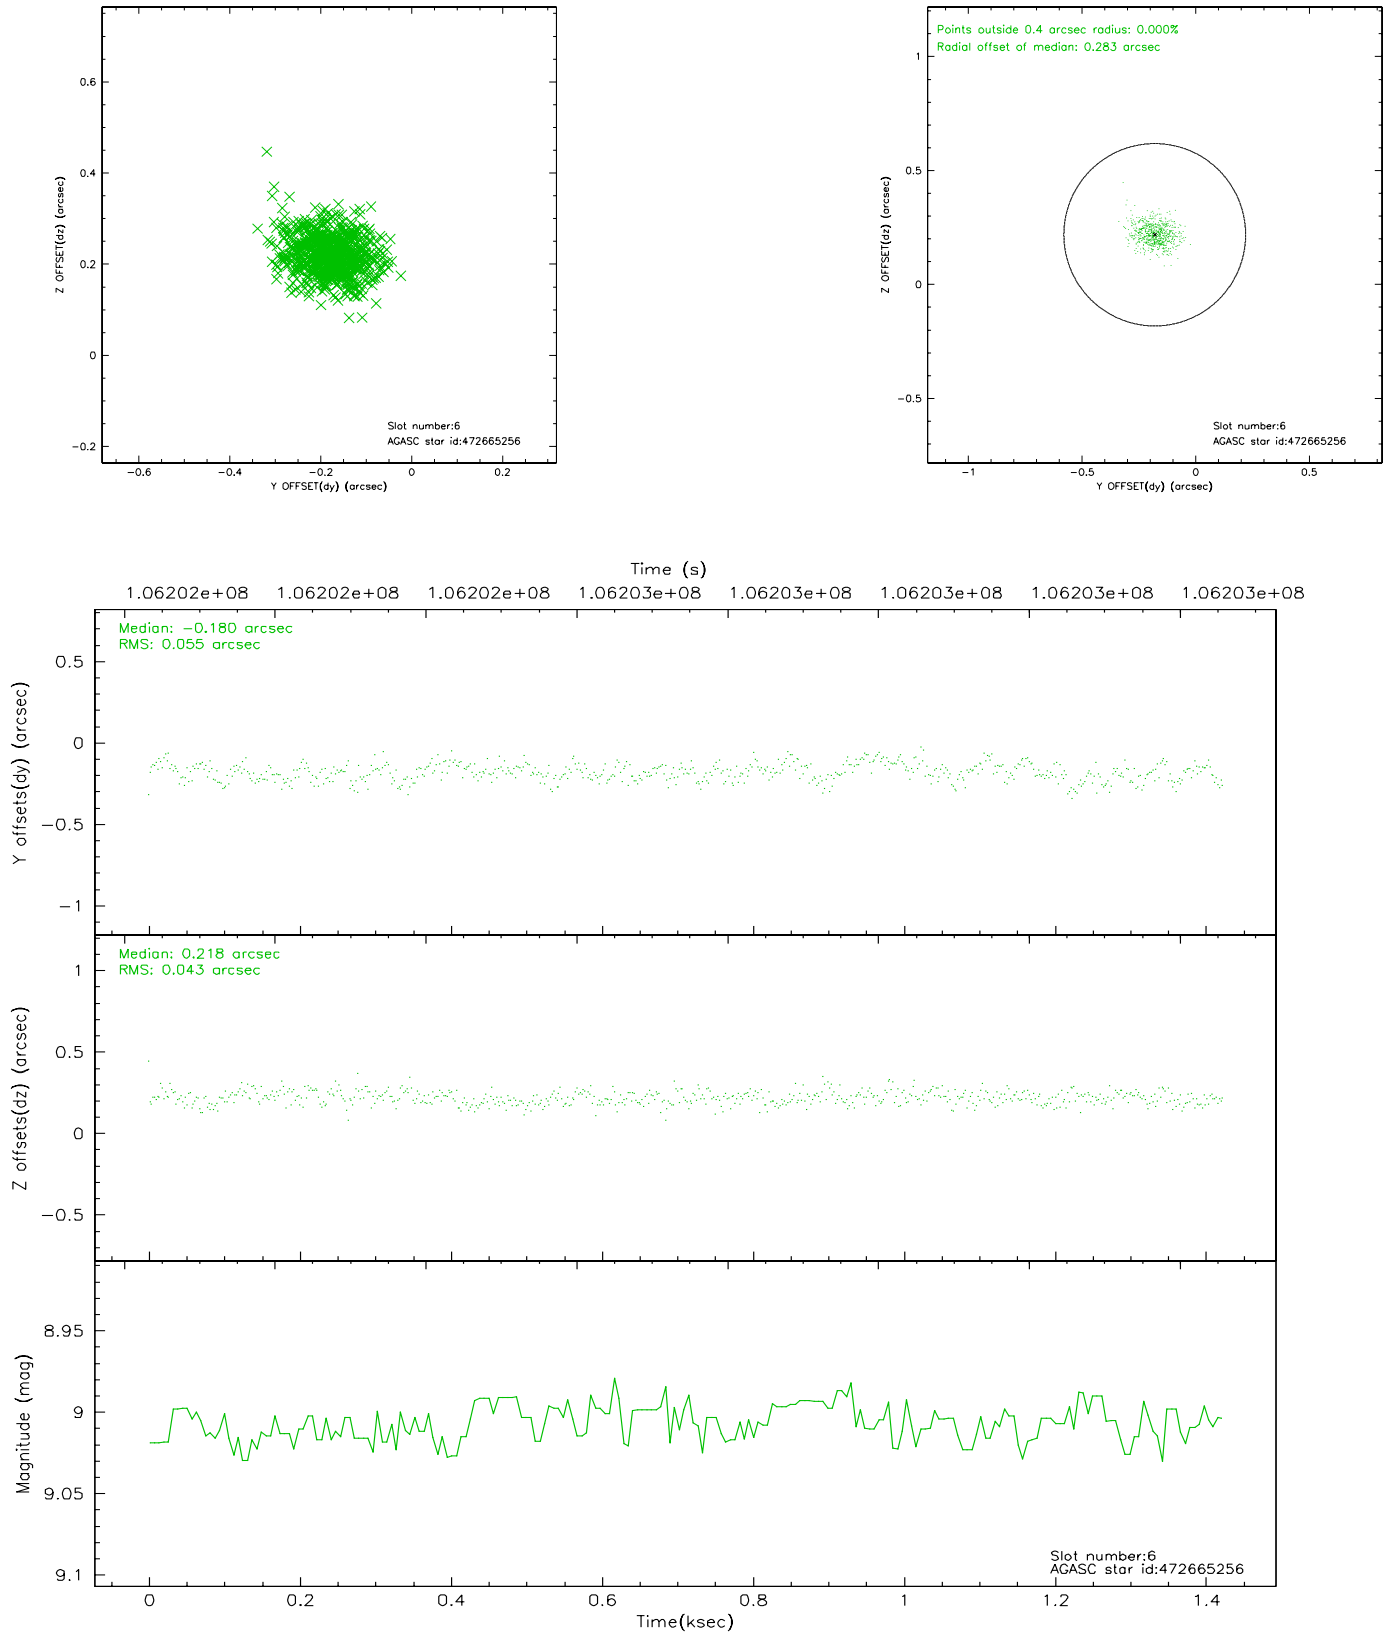 0.6
0.4
0.2
0
−0.2
Z OFFSET(dz) (arcsec)
Slot number:6
AGASC star id:472665256
−0.6 −0.4 −0.2 0 0.2
Y OFFSET(dy) (arcsec)
Points outside 0.4 arcsec radius: 0.000%
Radial offset of median: 0.283 arcsec
1
0.5
0
−0.5
Z OFFSET(dz) (arcsec)
Slot number:6
AGASC star id:472665256
−1 −0.5 0 0.5
Y OFFSET(dy) (arcsec)
Time (s)
1.06202e+08 1.06202e+08 1.06202e+08 1.06203e+08 1.06203e+08 1.06203e+08 1.06203e+08 1.06203e+08
Median: −0.180 arcsec
RMS: 0.055 arcsec
0.5
0
−0.5
−1
Y offsets(dy) (arcsec)
Median: 0.218 arcsec
RMS: 0.043 arcsec
1
0.5
0
−0.5
Z offsets(dz) (arcsec)
8.95
9
9.05
9.1
Magnitude (mag)
Slot number:6
AGASC star id:472665256
0 0.2 0.4 0.6 0.8 1 1.2 1.4
Time(ksec)